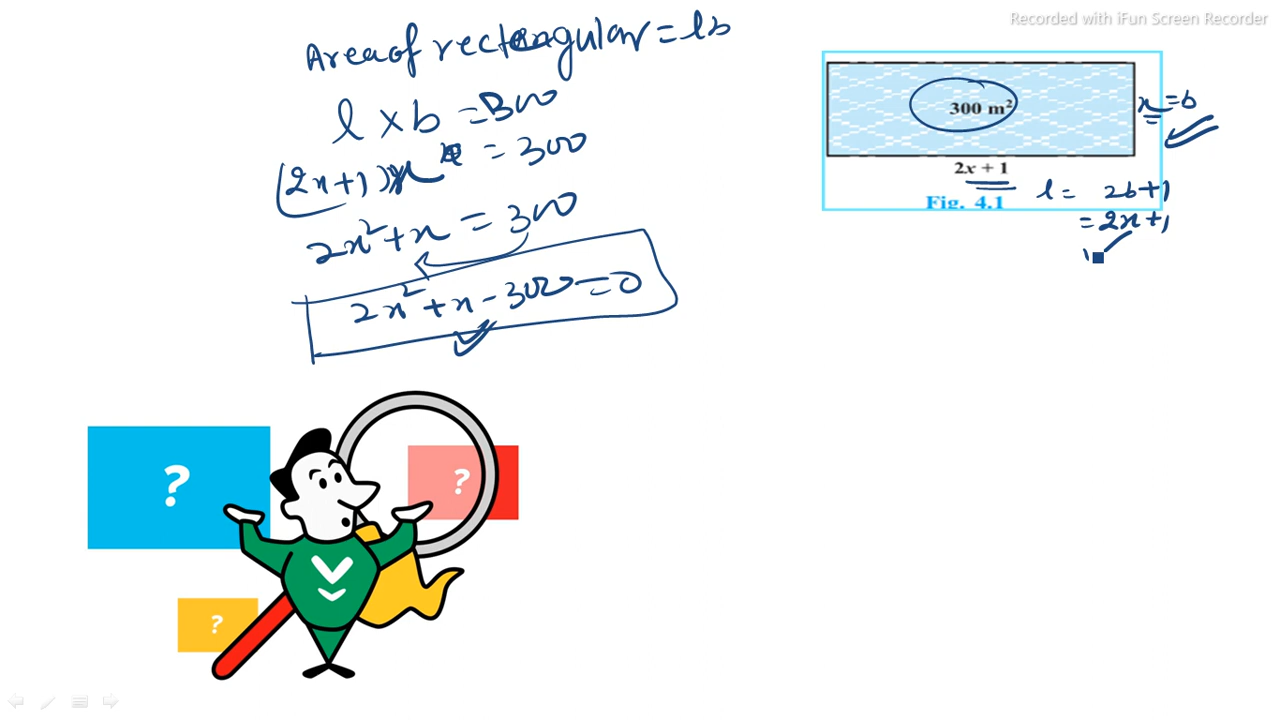 Recorded with iFun Screen Recorder
Area of rectangular = lb
l × b = 300
(2x+1)x = 300
2x² + x = 300
2x² + x - 300 = 0
300 m²
x = b
2x + 1
l = 2b+1
= 2x+1
Fig. 4.1
?
?
?